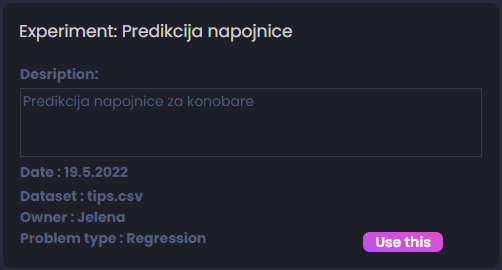 Experiment: Predikcija napojnice
Desription:
Predikcija napojnice za konobare
Date : 19.5.2022
Dataset : tips.csv
Owner : Jelena
Problem type : Regression
Use this